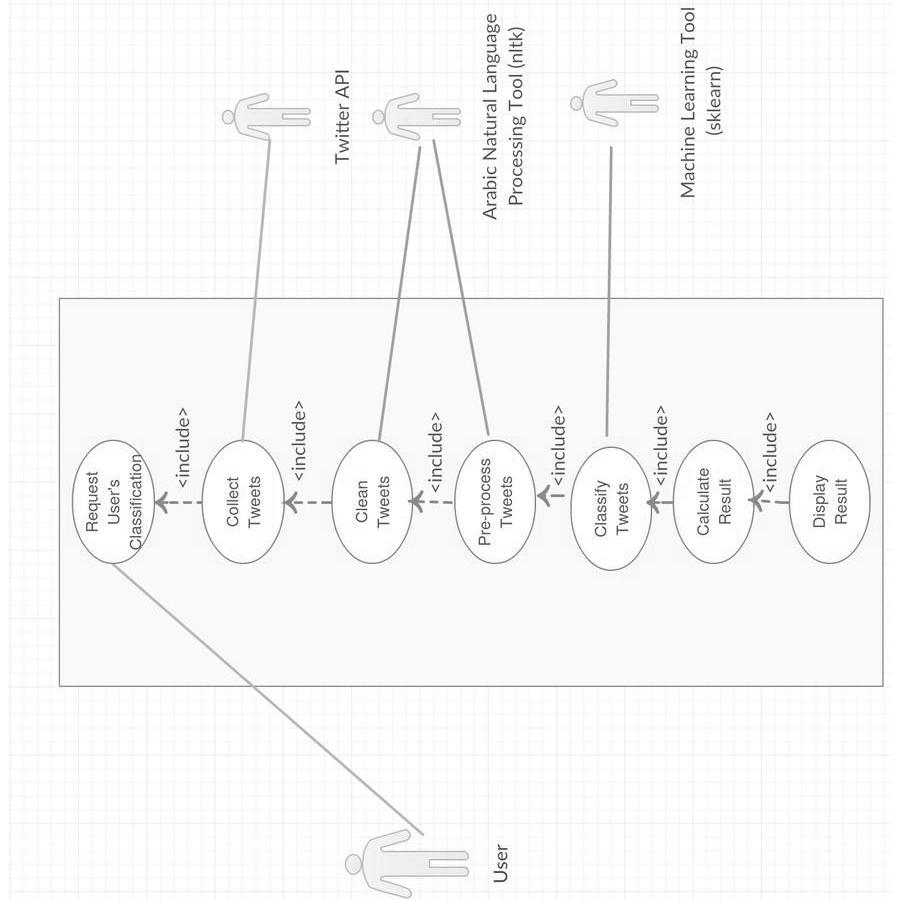 User
Request
User's
Classification
<include>
Collect
Tweets
<include>
Clean
Tweets
<include>
Pre-process
Tweets
<include>
Classify
Tweets
<include>
Calculate
Result
<include>
Display
Result
Twitter API
Arabic Natural Language
Processing Tool (nltk)
Machine Learning Tool
(sklearn)